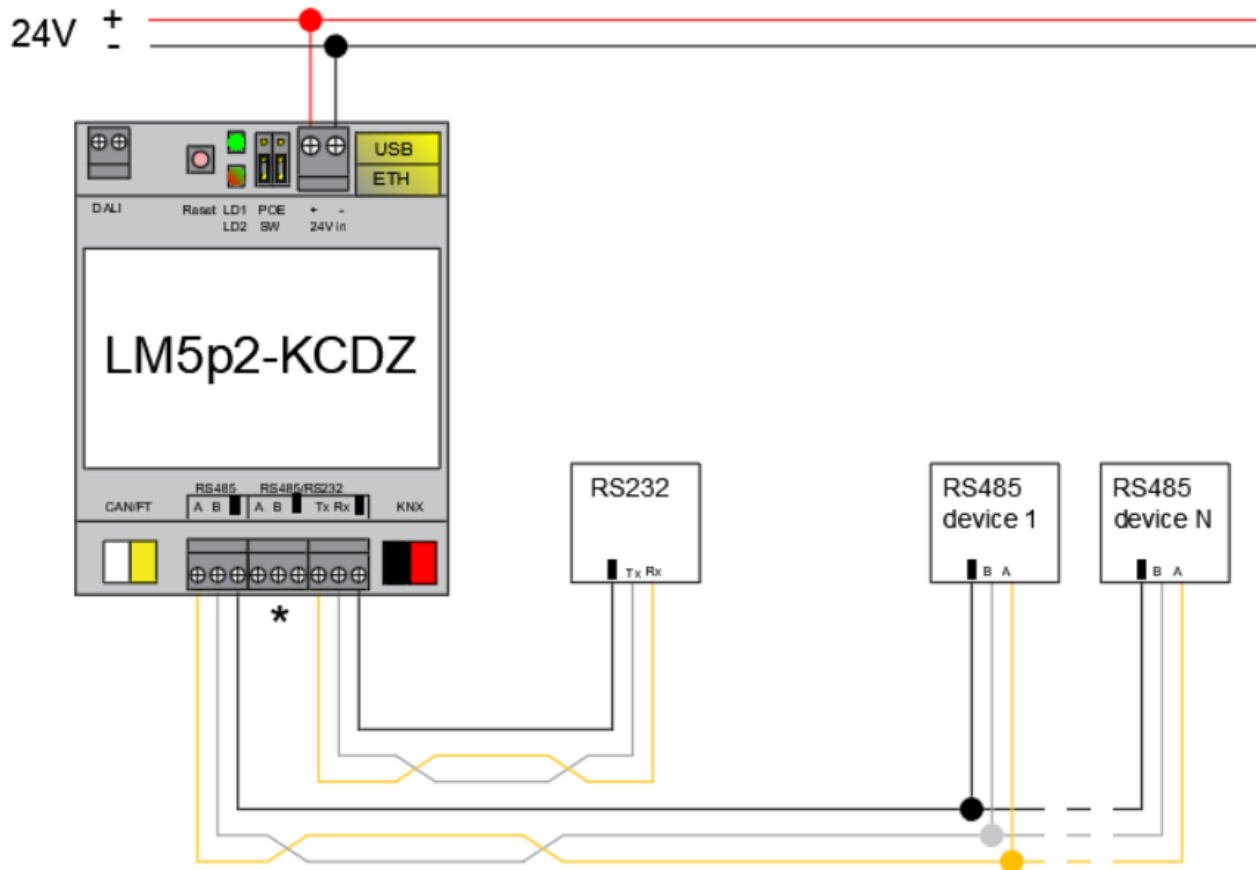 24V + -
USB
ETH
DALI
Reset LD1 POE + -
LD2 SW 24V in
LM5p2-KCDZ
RS485 RS485/RS232
CAN/FT A B A B Tx Rx KNX
*
RS232
Tx Rx
RS485
device 1
B A
RS485
device N
B A